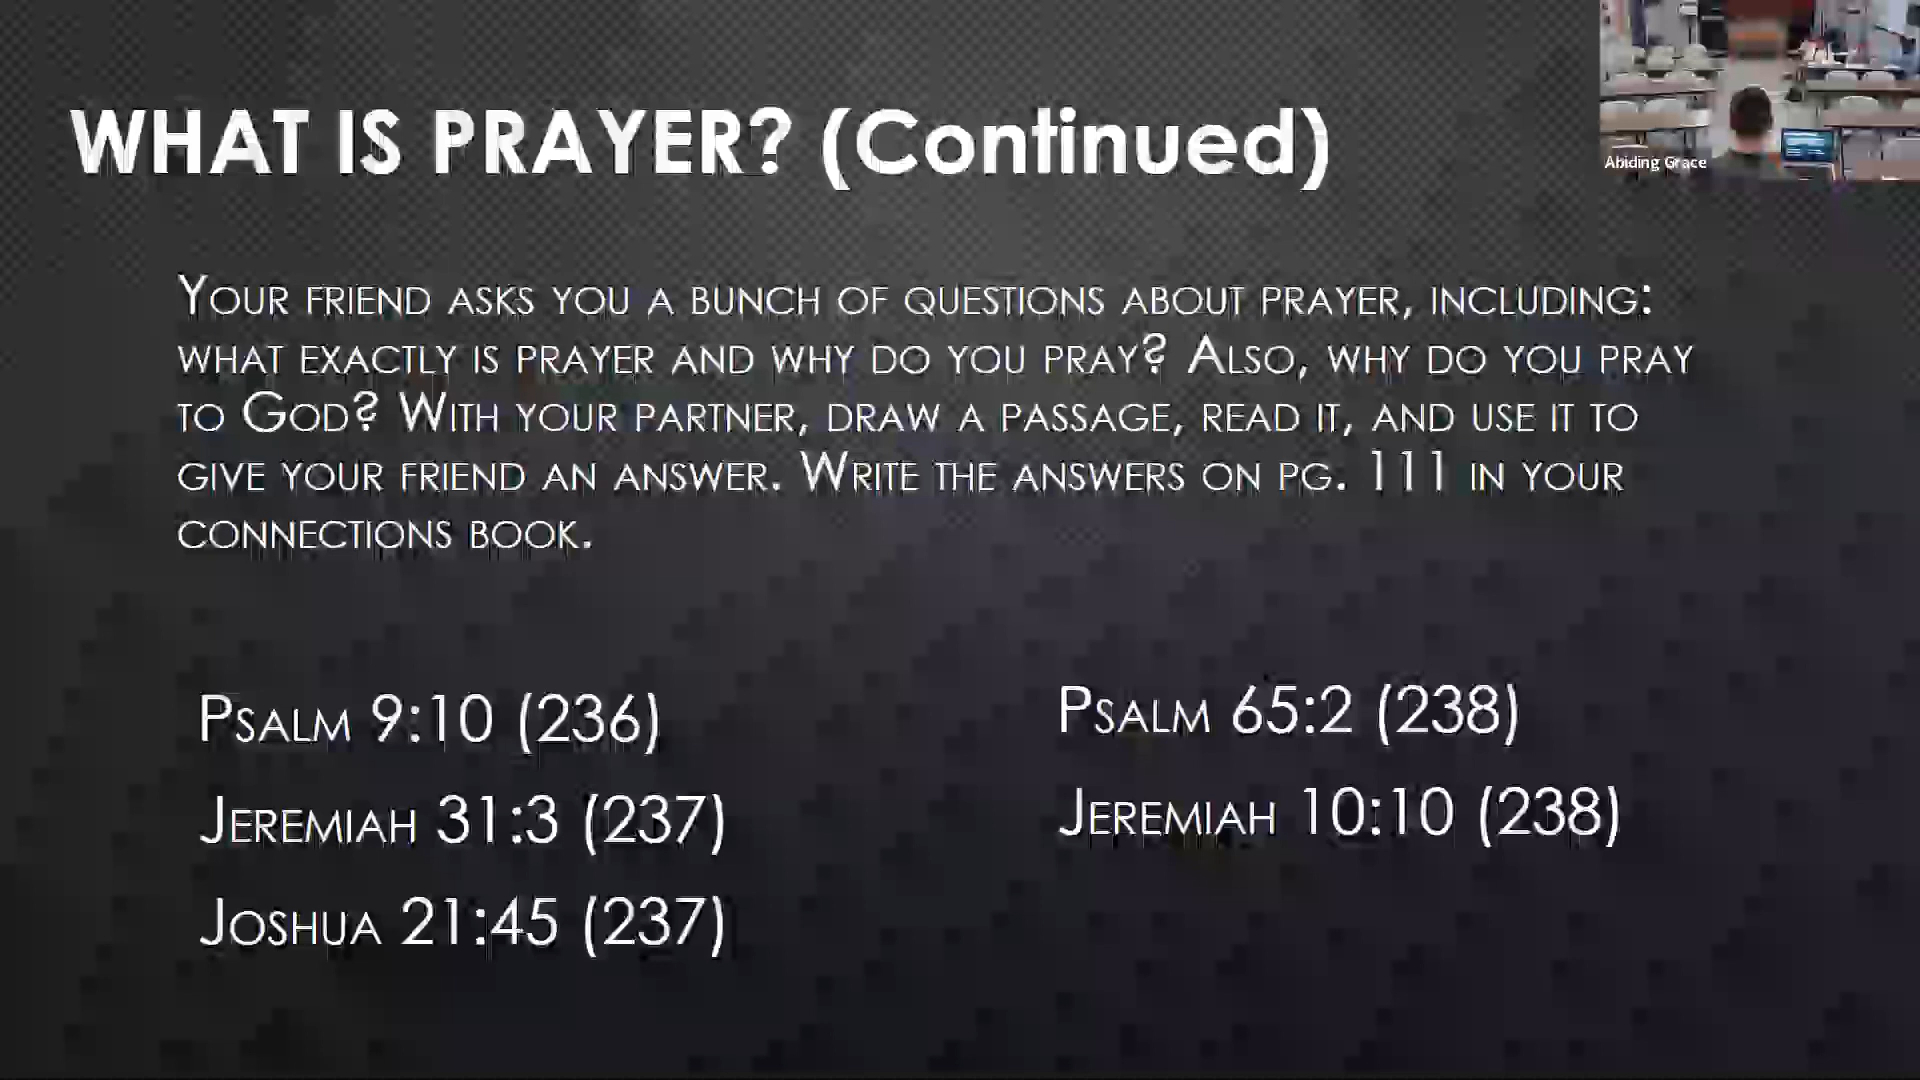 WHAT IS PRAYER? (Continued)
Abiding Grace
Your friend asks you a bunch of questions about prayer, including:
what exactly is prayer and why do you pray? Also, why do you pray
to God? With your partner, draw a passage, read it, and use it to
give your friend an answer. Write the answers on pg. 111 in your
connections book.
Psalm 9:10 (236)
Jeremiah 31:3 (237)
Joshua 21:45 (237)
Psalm 65:2 (238)
Jeremiah 10:10 (238)